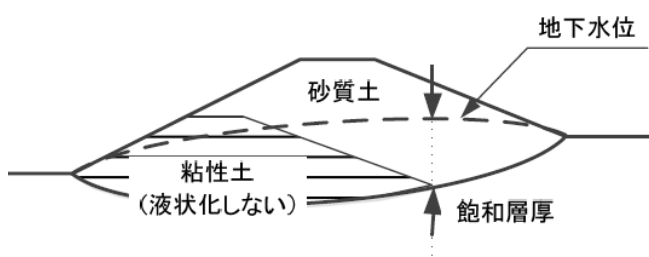 地下水位
砂質土
粘性土
（液状化しない）
飽和層厚